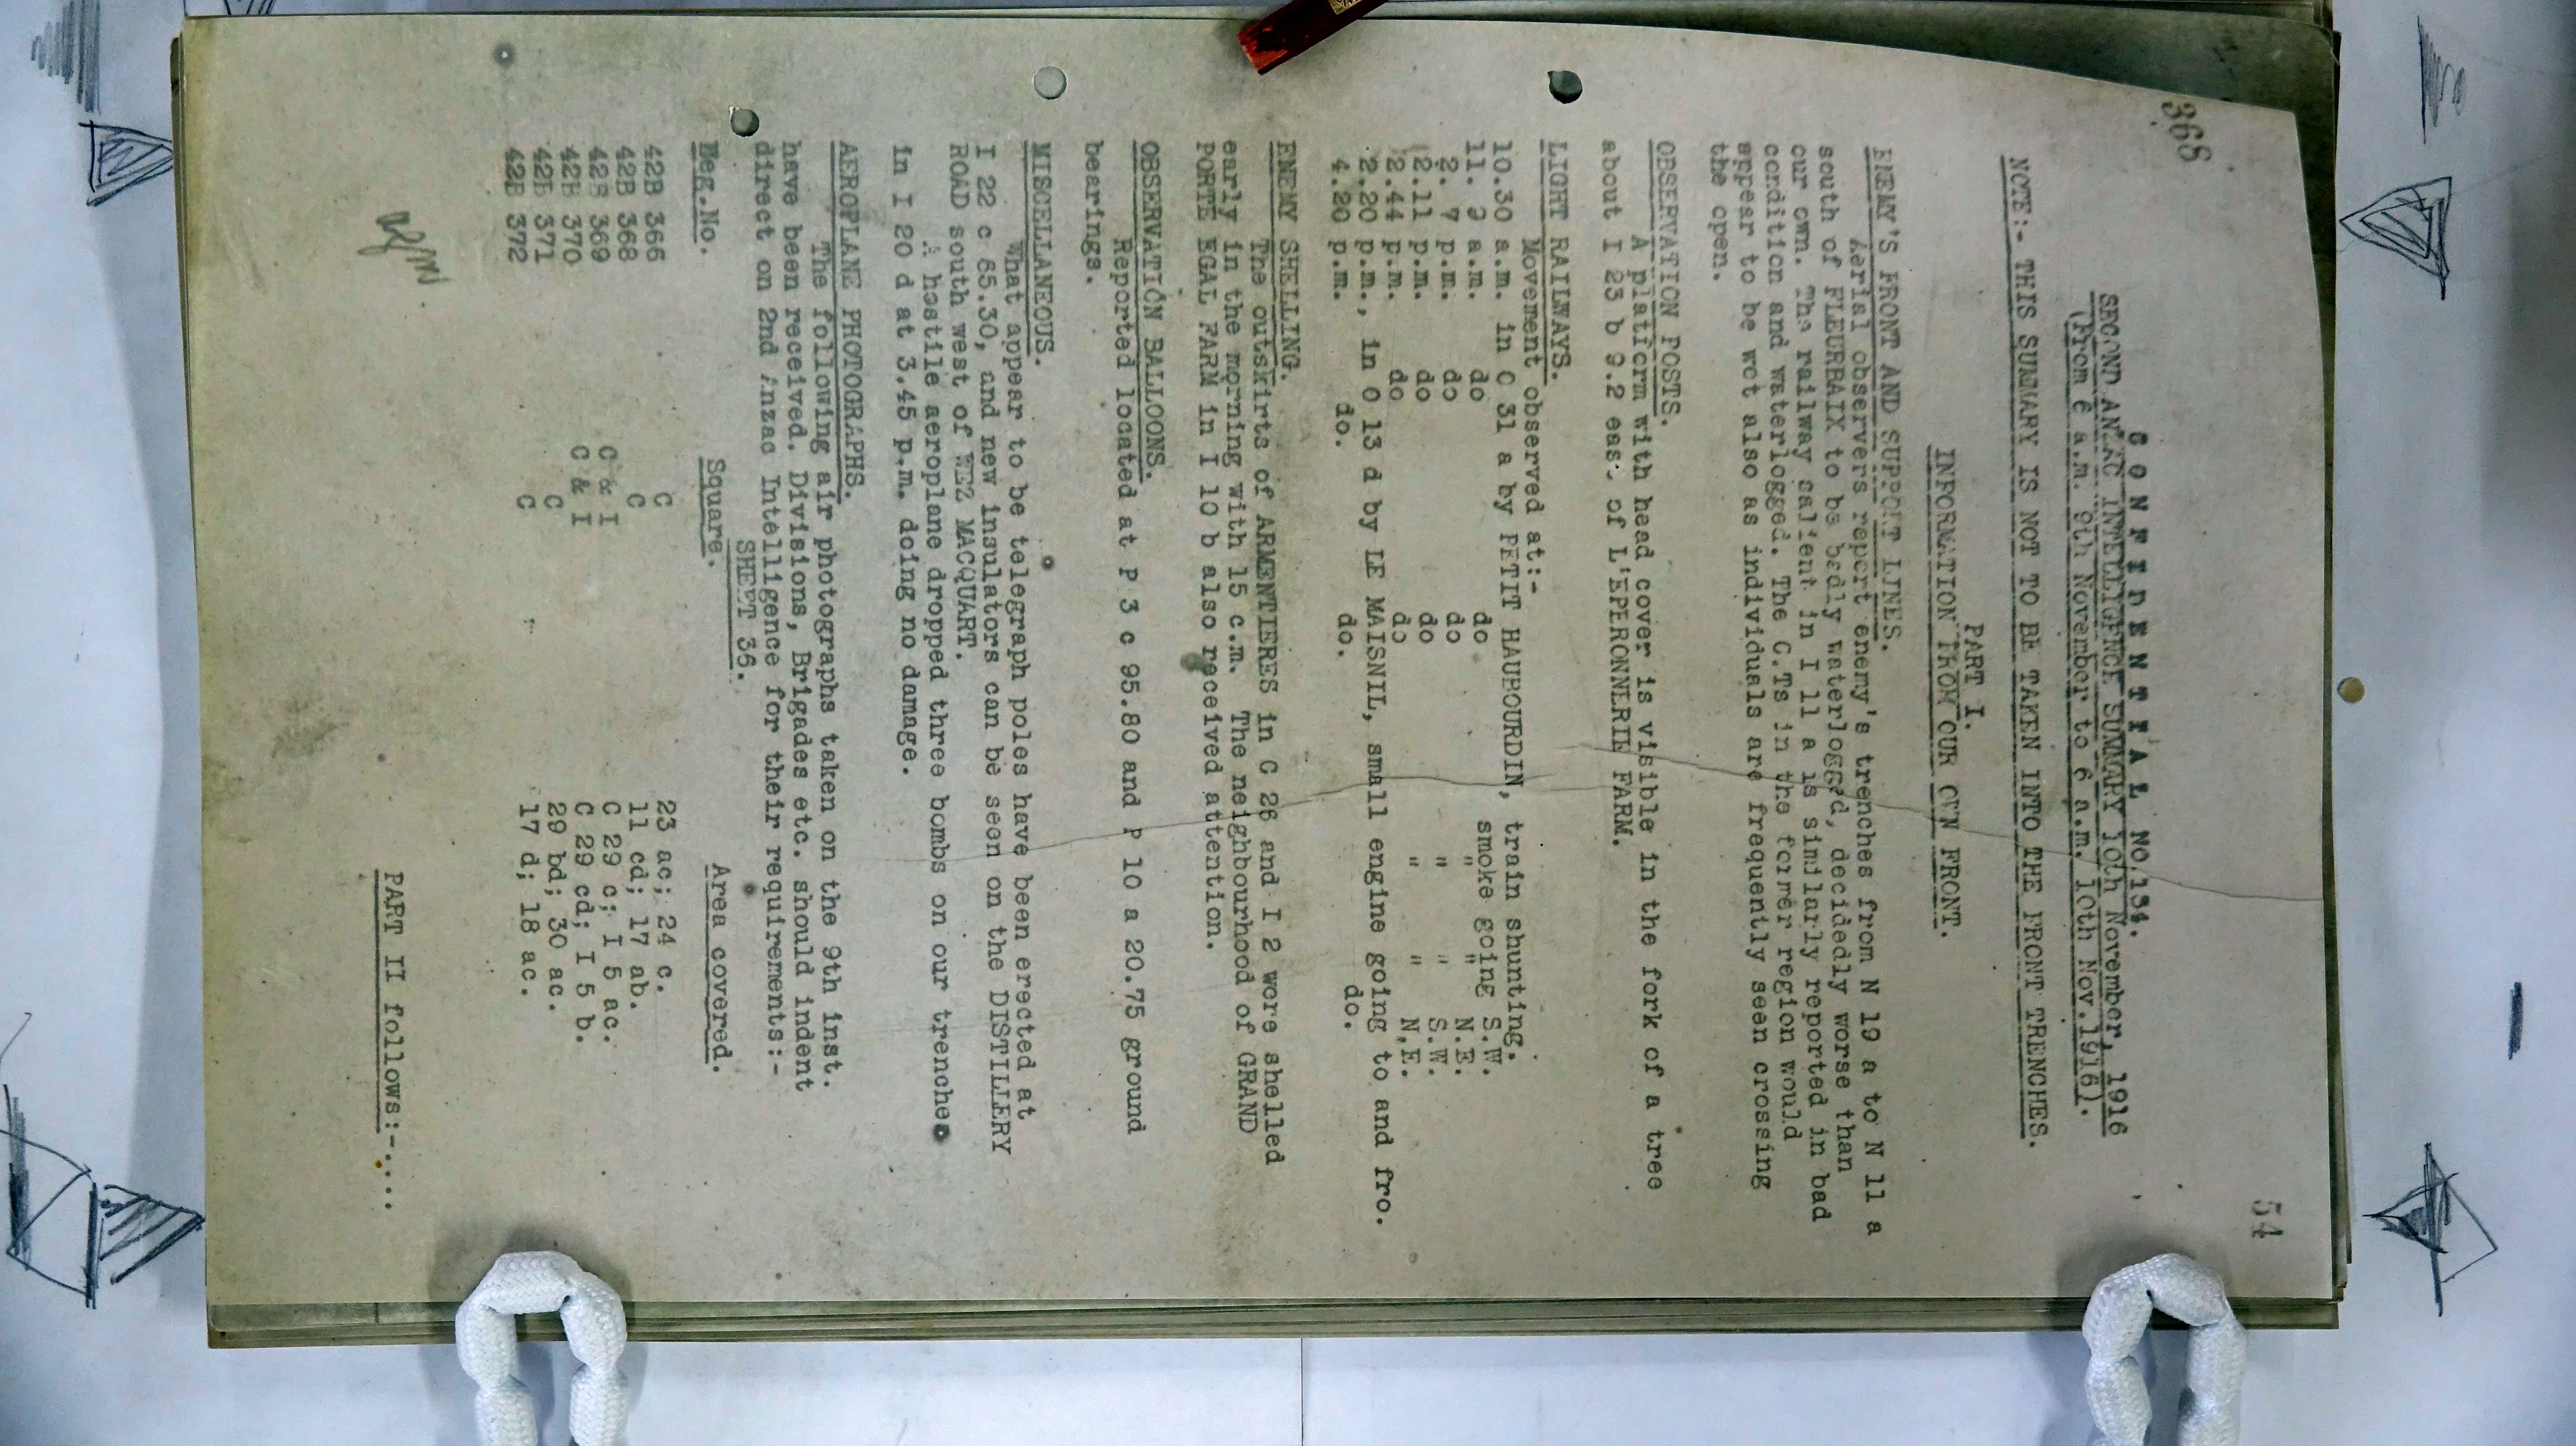 54
368
C O N F I D E N T I A L   NO.134.
SECOND ANZAC INTELLIGENCE SUMMARY 10th November, 1916
(From 6 a.m. 9th November to 6 a.m. 10th Nov.1916).
NOTE:- THIS SUMMARY IS NOT TO BE TAKEN INTO THE FRONT TRENCHES.
PART I.
INFORMATION FROM OUR OWN FRONT.
ENEMY'S FRONT AND SUPPORT LINES.
Aerial observers report enemy's trenches from N 19 a to N 11 a
south of FLEURBAIX to be badly waterlogged, decidedly worse than
our own. The railway salient in I 11 a is similarly reported in bad
condition and waterlogged. The C.Ts in the former region would
appear to be wet also as individuals are frequently seen crossing
the open.
OBSERVATION POSTS.
A platform with head cover is visible in the fork of a tree
about I 23 b 9.2 east of L'EPERONNERIE FARM.
LIGHT RAILWAYS.
Movement observed at:-
10.30 a.m. in O 31 a by PETIT HAUBOURDIN, train shunting.
11. 9 a.m. do do smoke going S.W.
2. 7 p.m. do do " " N.E.
2.11 p.m. do do " " S.W.
2.44 p.m. do do " " N.E.
2.20 p.m., in O 13 d by LE MAISNIL, small engine going to and fro.
4.20 p.m. do. do. do.
ENEMY SHELLING.
The outskirts of ARMENTIERES in C 26 and I 2 were shelled
early in the morning with 15 c.m. The neighbourhood of GRAND
PORTE EGAL FARM in I 10 b also received attention.
OBSERVATION BALLOONS.
Reported located at P 3 c 95.80 and P 10 a 20.75 ground
bearings.
MISCELLANEOUS.
What appear to be telegraph poles have been erected at
I 22 c 65.30, and new insulators can be seen on the DISTILLERY
ROAD south west of WEZ MACQUART.
A hostile aeroplane dropped three bombs on our trenches
in I 20 d at 3.45 p.m. doing no damage.
AEROPLANE PHOTOGRAPHS.
The following air photographs taken on the 9th inst.
have been received. Divisions, Brigades etc. should indent
direct on 2nd Anzac Intelligence for their requirements:-
SHEET 36.
Neg.No. Square. Area covered.
42B 366 C 23 ac; 24 c.
42B 368 C 11 cd; 17 ab.
42B 369 C & I C 29 c; I 5 ac.
42B 370 C & I C 29 cd; I 5 b.
42B 371 C 29 bd; 30 ac.
42B 372 C 17 d; 18 ac.
PART II follows:-....